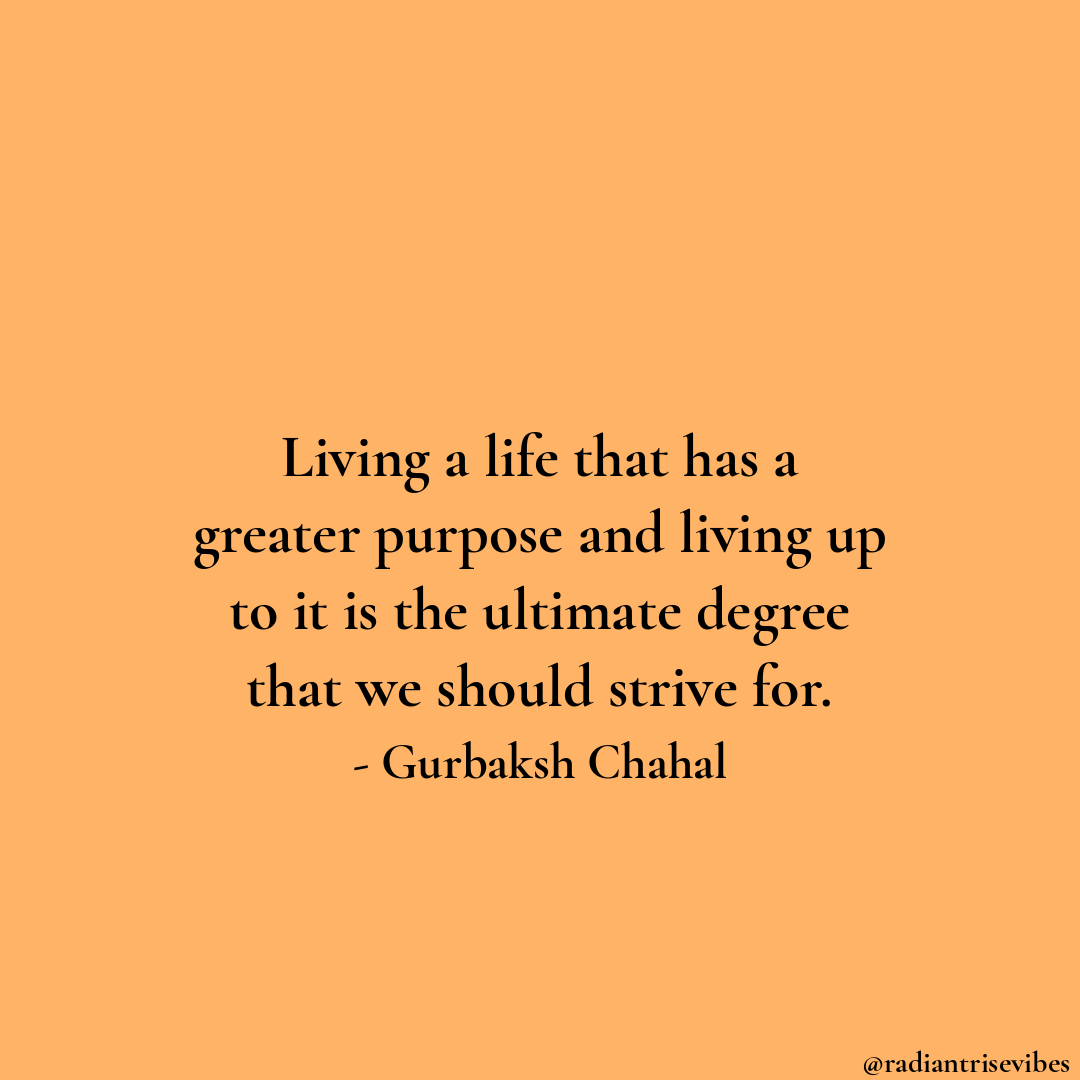 Living a life that has a
greater purpose and living up
to it is the ultimate degree
that we should strive for.
- Gurbaksh Chahal
@radiantrisevibes